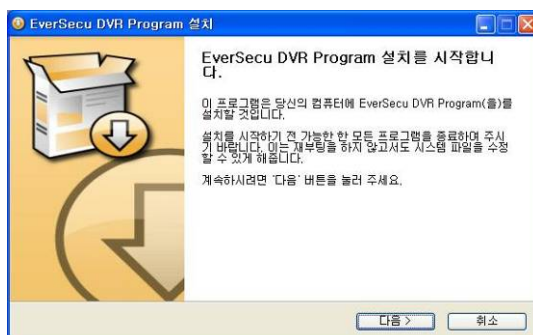 EverSecu DVR Program 설치
EverSecu DVR Program 설치를 시작합니
다.
이 프로그램은 당신의 컴퓨터에 EverSecu DVR Program(을)를
설치할 것입니다.
설치를 시작하기 전 가능한 한 모든 프로그램을 종료하여 주시
기 바랍니다. 이는 재부팅을 하지 않고서도 시스템 파일을 수정
할 수 있게 해줍니다.
계속하시려면 '다음' 버튼을 눌러 주세요.
다음 >
취소